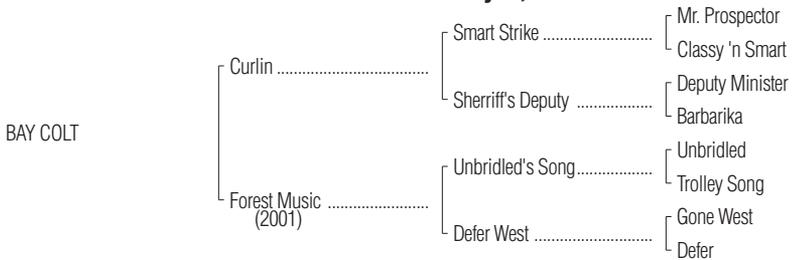 Mr. Prospector
Smart Strike
Classy 'n Smart
Curlin
Deputy Minister
Sherriff's Deputy
Barbarika
BAY COLT
Unbridled
Unbridled's Song
Trolley Song
Forest Music
(2001)
Gone West
Defer West
Defer